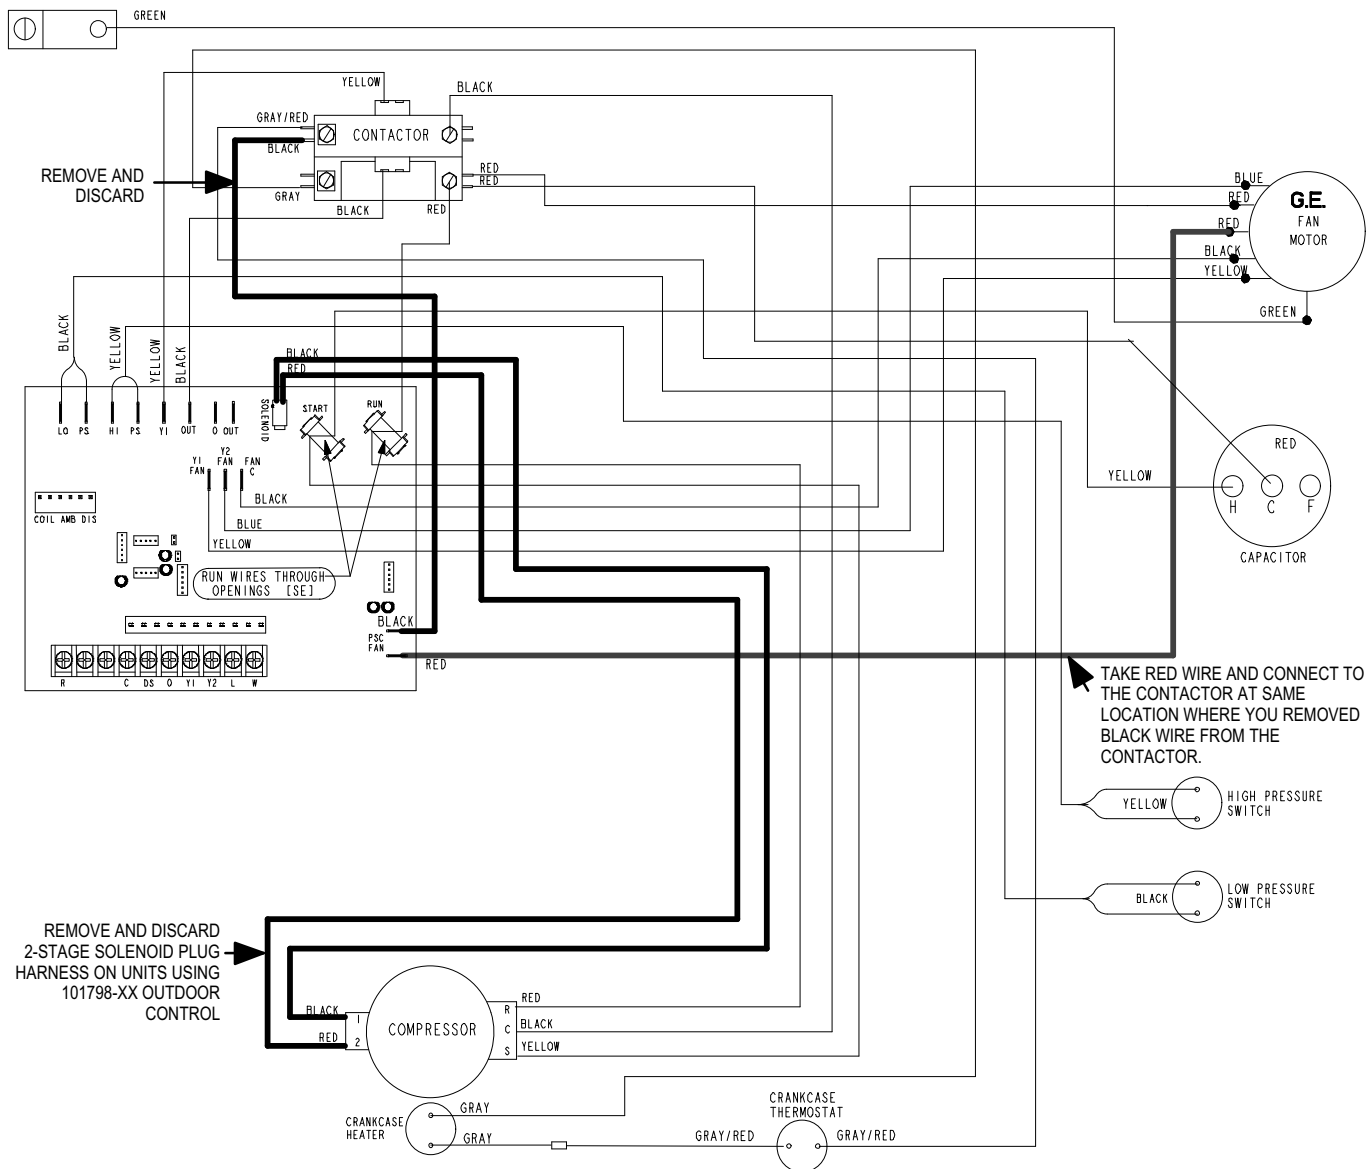 GREEN
YELLOW
BLACK
GRAY/RED
CONTACTOR
BLACK
REMOVE AND
DISCARD
RED
RED
GRAY
BLACK
RED
BLUE
RED
G.E.
FAN
MOTOR
RED
BLACK
YELLOW
GREEN
BLACK
YELLOW
YELLOW
BLACK
BLACK
RED
SOLENOID
START
RUN
LO PS HI PS Y1 OUT O OUT
Y1
FAN
Y2
FAN
FAN
C
BLACK
BLUE
YELLOW
COIL AMB DIS
RUN WIRES THROUGH
OPENINGS [SE]
BLACK
PSC
FAN
RED
R C DS O Y1 Y2 L W
RED
YELLOW
H C F
CAPACITOR
TAKE RED WIRE AND CONNECT TO
THE CONTACTOR AT SAME
LOCATION WHERE YOU REMOVED
BLACK WIRE FROM THE
CONTACTOR.
YELLOW
HIGH PRESSURE
SWITCH
BLACK
LOW PRESSURE
SWITCH
REMOVE AND DISCARD
2-STAGE SOLENOID PLUG
HARNESS ON UNITS USING
101798-XX OUTDOOR
CONTROL
BLACK
1
RED
2
COMPRESSOR
R
RED
C
BLACK
S
YELLOW
CRANKCASE
HEATER
GRAY
GRAY
CRANKCASE
THERMOSTAT
GRAY/RED
GRAY/RED